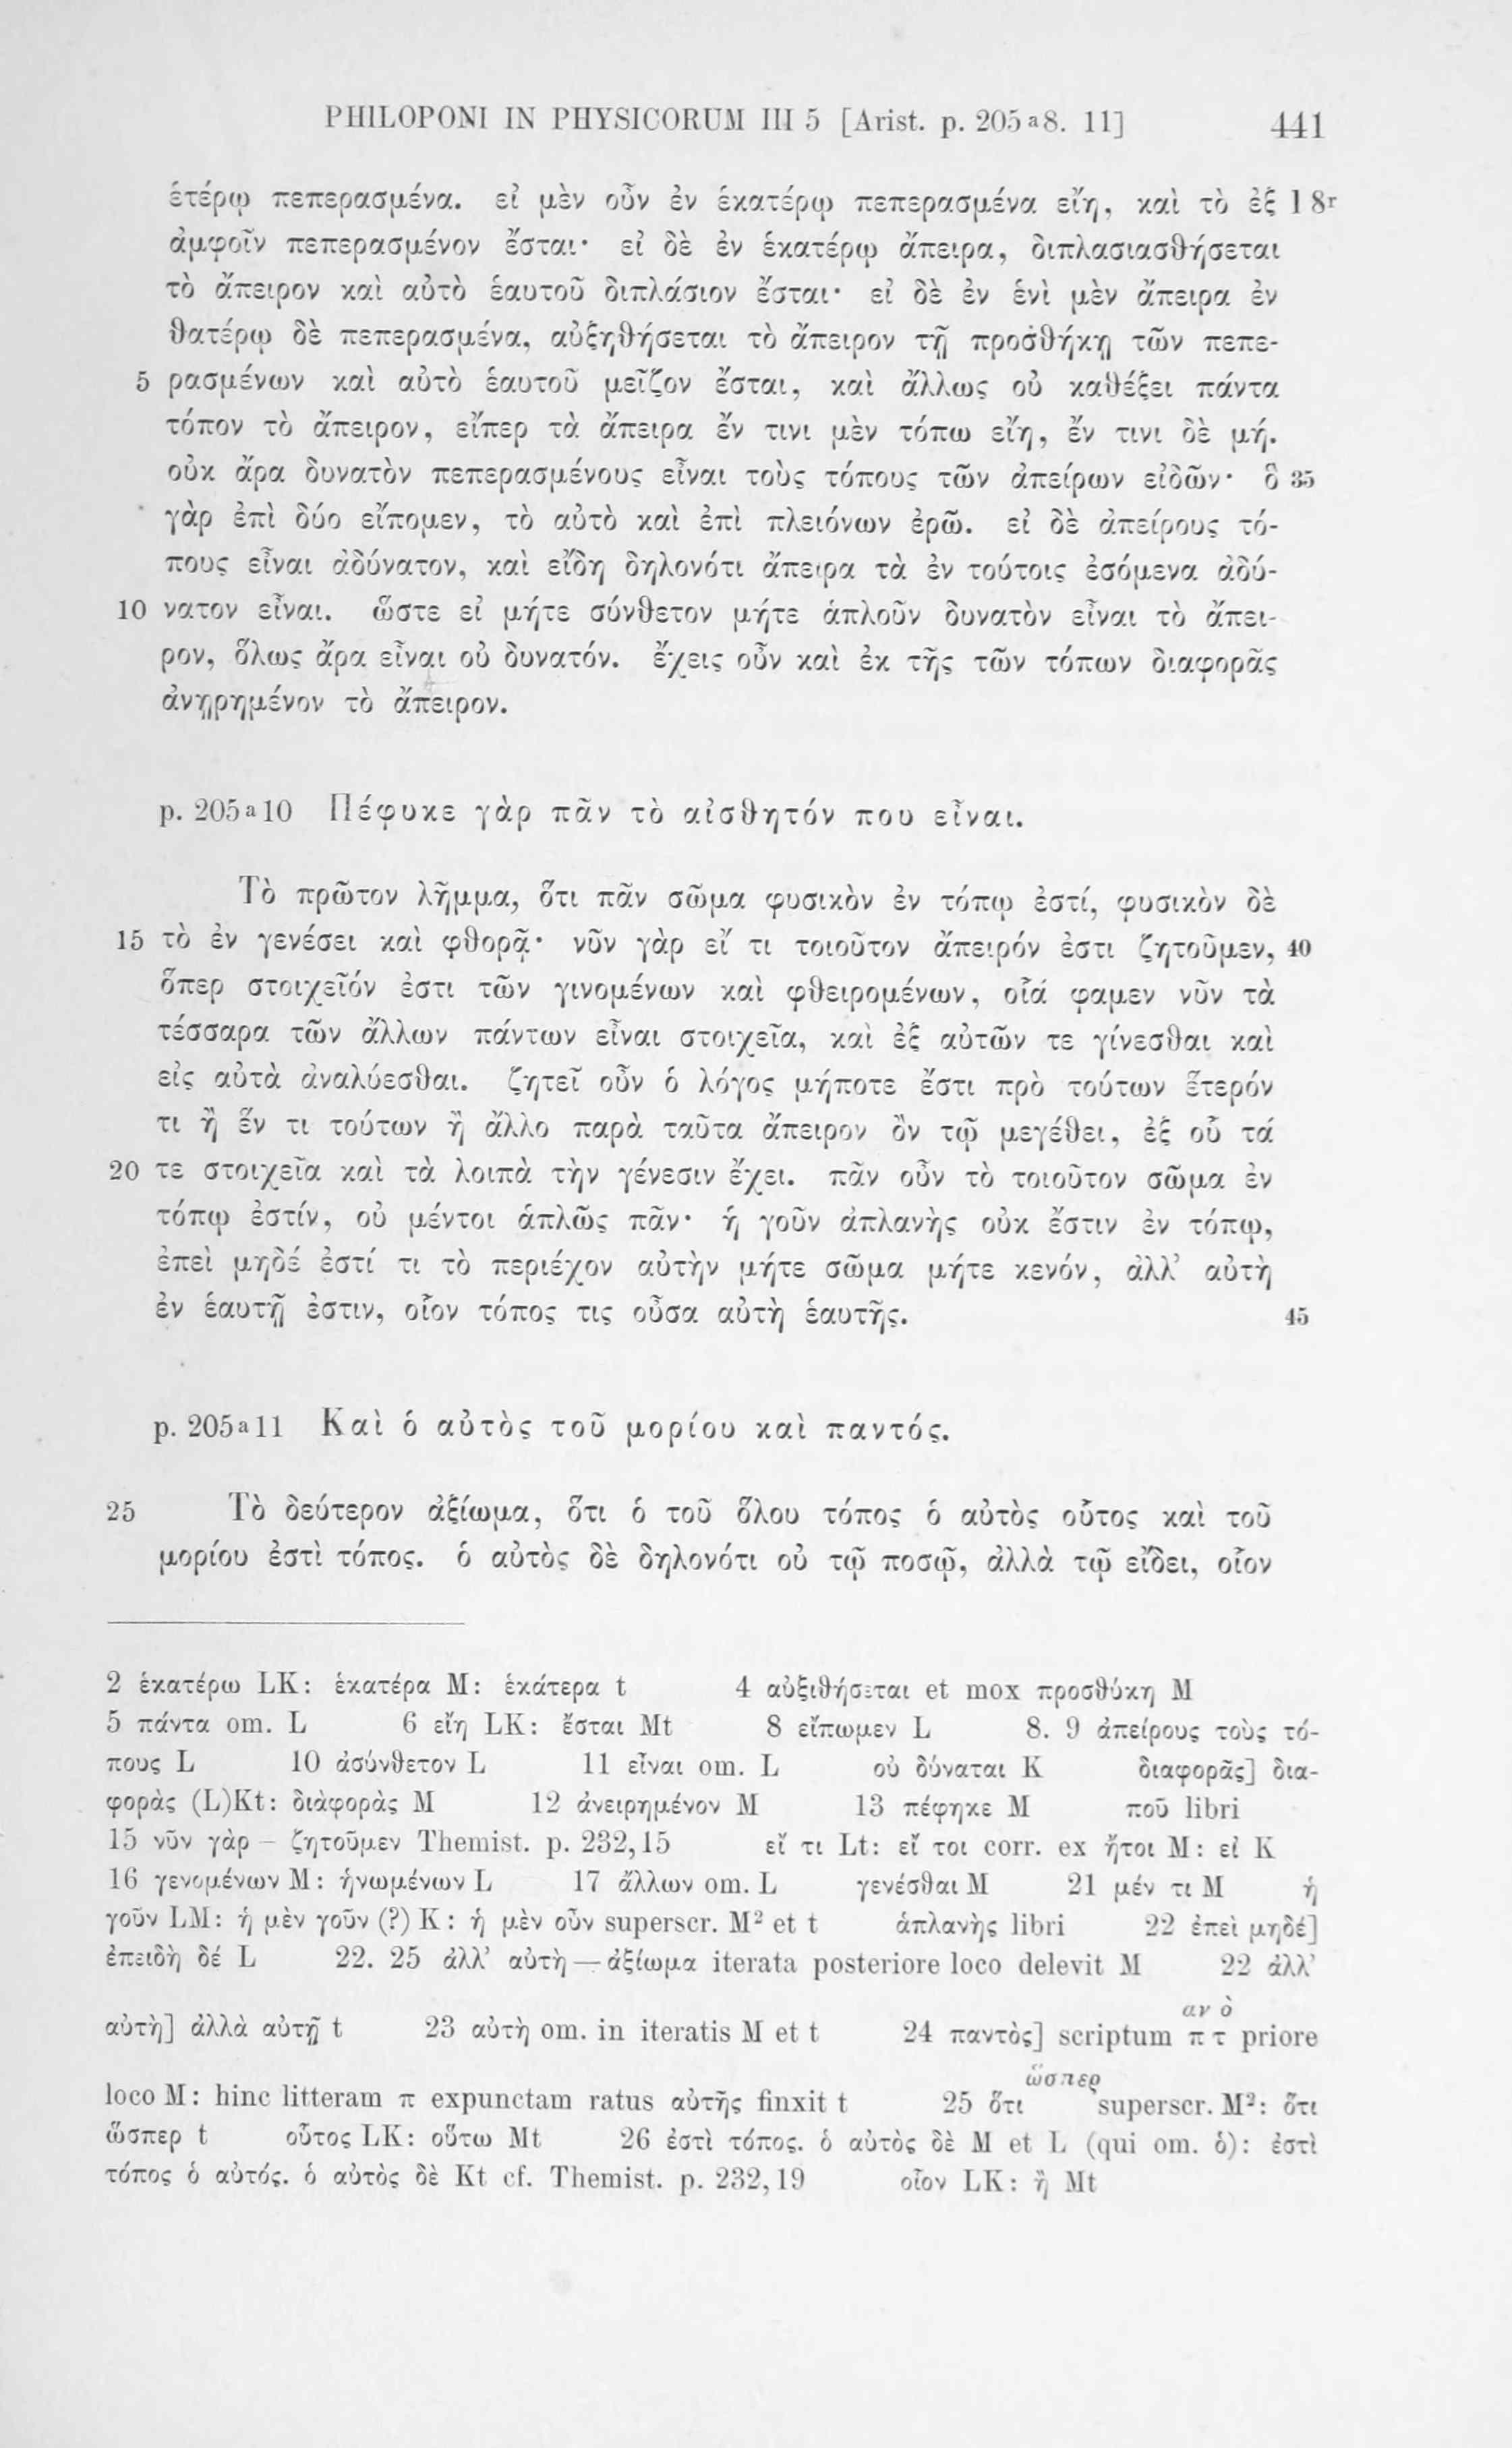 PHILOPONI IN PHYSICORUM III 5 [Arist. p. 205a8. 11] 441
ἑτέρῳ πεπερασμένα. εἰ μὲν οὖν ἐν ἑκατέρῳ πεπερασμένα εἴη, καὶ τὸ ἐξ 18r
ἀμφοῖν πεπερασμένον ἔσται· εἰ δὲ ἐν ἑκατέρῳ ἄπειρα, διπλασιασθήσεται
τὸ ἄπειρον καὶ αὐτὸ ἑαυτοῦ διπλάσιον ἔσται· εἰ δὲ ἐν ἑνὶ μὲν ἄπειρα ἐν
θατέρῳ δὲ πεπερασμένα, αὐξηθήσεται τὸ ἄπειρον τῇ προσθήκῃ τῶν πεπε-
5 ρασμένων καὶ αὐτὸ ἑαυτοῦ μεῖζον ἔσται, καὶ ἄλλως οὐ καθέξει πάντα
τόπον τὸ ἄπειρον, εἴπερ τὰ ἄπειρα ἔν τινι μὲν τόπω εἴη, ἔν τινι δὲ μή.
οὐκ ἄρα δυνατὸν πεπερασμένους εἶναι τοὺς τόπους τῶν ἀπείρων εἰδῶν· ὃ 35
γὰρ ἐπὶ δύο εἴπομεν, τὸ αὐτὸ καὶ ἐπὶ πλειόνων ἐρῶ. εἰ δὲ ἀπείρους τό-
πους εἶναι ἀδύνατον, καὶ εἴδη δηλονότι ἄπειρα τὰ ἐν τούτοις ἐσόμενα ἀδύ-
10 νατον εἶναι. ὥστε εἰ μήτε σύνθετον μήτε ἁπλοῦν δυνατὸν εἶναι τὸ ἄπει-
ρον, ὅλως ἄρα εἶναι οὐ δυνατόν. ἔχεις οὖν καὶ ἐκ τῆς τῶν τόπων διαφορᾶς
ἀνῃρημένον τὸ ἄπειρον.
p. 205a10 Πέφυκε γὰρ πᾶν τὸ αἰσθητόν που εἶναι.
Τὸ πρῶτον λῆμμα, ὅτι πᾶν σῶμα φυσικὸν ἐν τόπῳ ἐστί, φυσικὸν δὲ
15 τὸ ἐν γενέσει καὶ φθορᾷ· νῦν γὰρ εἴ τι τοιοῦτον ἄπειρόν ἐστι ζητοῦμεν, 40
ὅπερ στοιχεῖόν ἐστι τῶν γινομένων καὶ φθειρομένων, οἷά φαμεν νῦν τὰ
τέσσαρα τῶν ἄλλων πάντων εἶναι στοιχεῖα, καὶ ἐξ αὐτῶν τε γίνεσθαι καὶ
εἰς αὐτὰ ἀναλύεσθαι. ζητεῖ οὖν ὁ λόγος μήποτε ἔστι πρὸ τούτων ἕτερόν
τι ἢ ἕν τι τούτων ἢ ἄλλο παρὰ ταῦτα ἄπειρον ὂν τῷ μεγέθει, ἐξ οὗ τά
20 τε στοιχεῖα καὶ τὰ λοιπὰ τὴν γένεσιν ἔχει. πᾶν οὖν τὸ τοιοῦτον σῶμα ἐν
τόπῳ ἐστίν, οὐ μέντοι ἁπλῶς πᾶν· ἡ γοῦν ἀπλανὴς οὐκ ἔστιν ἐν τόπῳ,
ἐπεὶ μηδέ ἐστί τι τὸ περιέχον αὐτὴν μήτε σῶμα μήτε κενόν, ἀλλ’ αὐτὴ
ἐν ἑαυτῇ ἐστιν, οἷον τόπος τις οὖσα αὐτὴ ἑαυτῆς. 45
p. 205a11 Καὶ ὁ αὐτὸς τοῦ μορίου καὶ παντός.
25 Τὸ δεύτερον ἀξίωμα, ὅτι ὁ τοῦ ὅλου τόπος ὁ αὐτὸς οὗτος καὶ τοῦ
μορίου ἐστὶ τόπος. ὁ αὐτὸς δὲ δηλονότι οὐ τῷ ποσῷ, ἀλλὰ τῷ εἴδει, οἷον
2 ἑκατέρω LK: ἑκατέρα M: ἑκάτερα t 4 αὐξιθήσεται et mox προσθύκη M
5 πάντα om. L 6 εἴη LK: ἔσται Mt 8 εἴπωμεν L 8. 9 ἀπείρους τοὺς τό-
πους L 10 ἀσύνθετον L 11 εἶναι om. L οὐ δύναται K διαφορᾶς] δια-
φορὰς (L)Kt: διὰφορὰς M 12 ἀνειρημένον M 13 πέφηκε M ποῦ libri
15 νῦν γὰρ – ζητοῦμεν Themist. p. 232,15 εἴ τι Lt: εἴ τοι corr. ex ἤτοι M: εἰ K
16 γενομένων M: ἡνωμένων L 17 ἄλλων om. L γενέσθαι M 21 μέν τι M ἡ
γοῦν LM: ἡ μὲν γοῦν (?) K: ἡ μὲν οὖν superscr. M² et t ἁπλανὴς libri 22 ἐπεὶ μηδέ]
ἐπειδὴ δέ L 22. 25 ἀλλ’ αὐτὴ — ἀξίωμα iterata posteriore loco delevit M 22 ἀλλ’
αν ὸ
αὐτὴ] ἀλλὰ αὐτῇ t 23 αὐτὴ om. in iteratis M et t 24 παντὸς] scriptum π τ priore
ὥσπερ
loco M: hinc litteram π expunctam ratus αὐτῆς finxit t 25 ὅτι superscr. M²: ὅτι
ὥσπερ t οὗτος LK: οὕτω Mt 26 ἐστὶ τόπος. ὁ αὐτὸς δὲ M et L (qui om. ὁ): ἐστὶ
τόπος ὁ αὐτός. ὁ αὐτὸς δὲ Kt cf. Themist. p. 232,19 οἷον LK: ἢ Mt